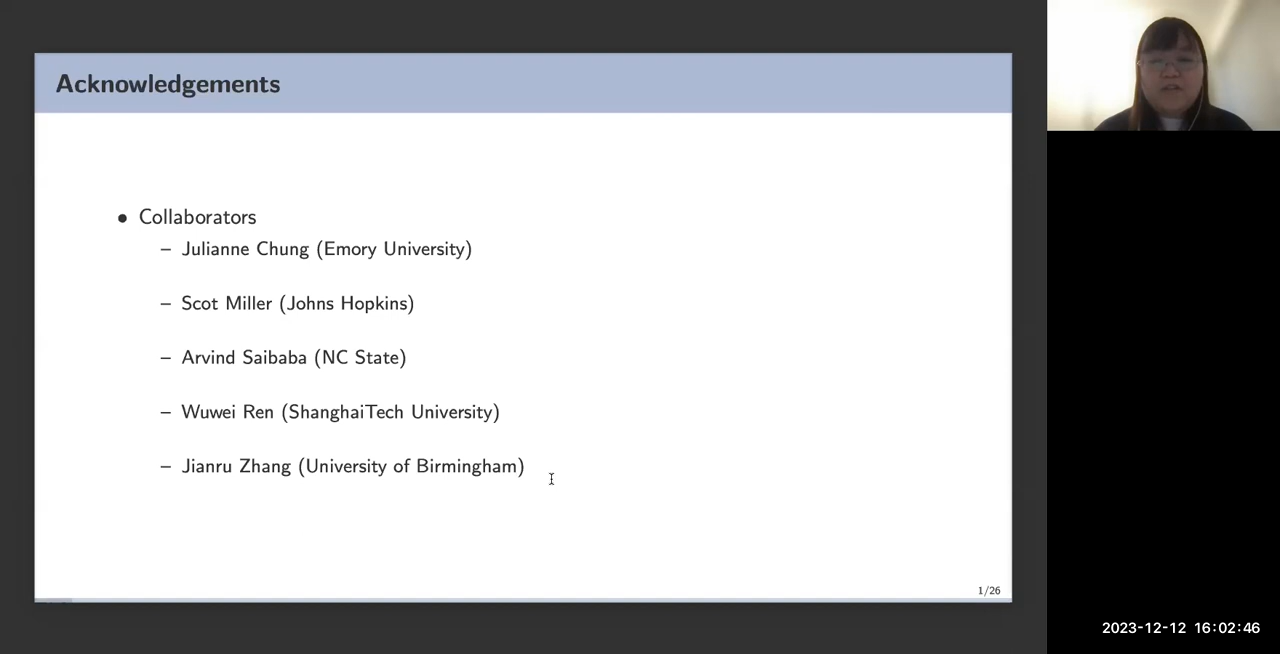 Acknowledgements
● Collaborators
– Julianne Chung (Emory University)
– Scot Miller (Johns Hopkins)
– Arvind Saibaba (NC State)
– Wuwei Ren (ShanghaiTech University)
– Jianru Zhang (University of Birmingham)
1/26
2023-12-12 16:02:46